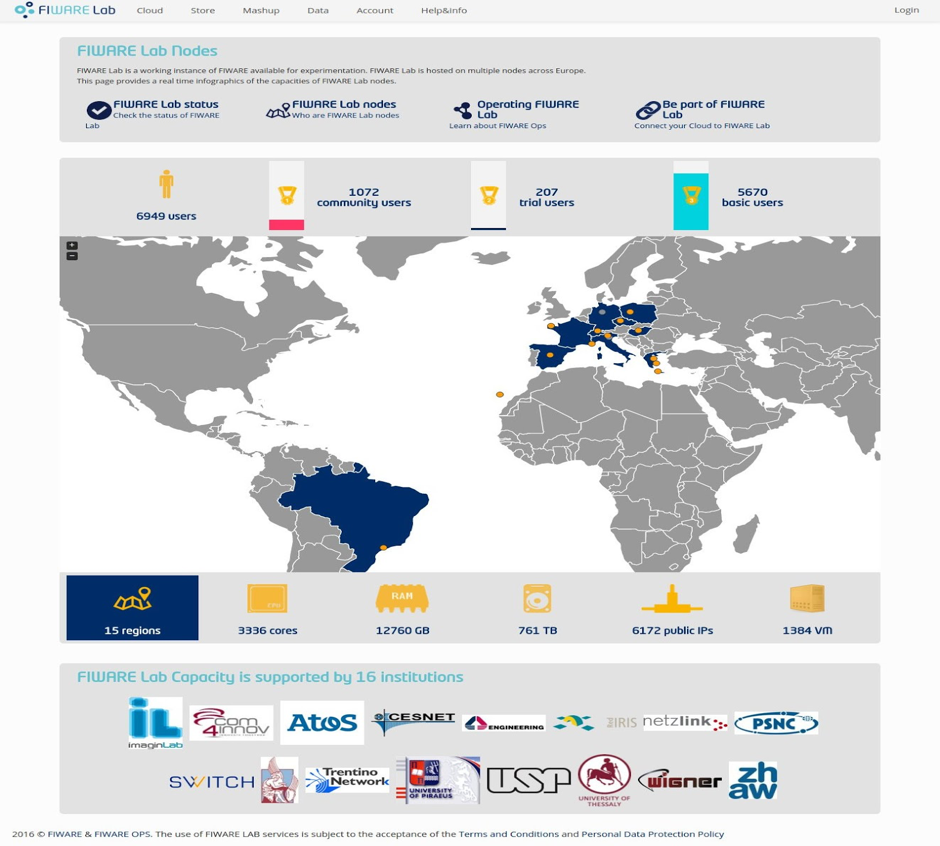 FIWARE Lab
Cloud Store Mashup Data Account Help&info Login
FIWARE Lab Nodes
FIWARE Lab is a working instance of FIWARE available for experimentation. FIWARE Lab is hosted on multiple nodes across Europe.
This page provides a real time infographics of the capacities of FIWARE Lab nodes.
FIWARE Lab status
Check the status of FIWARE
Lab
FIWARE Lab nodes
Who are FIWARE Lab nodes
Operating FIWARE
Lab
Learn about FIWARE Ops
Be part of FIWARE
Lab
Connect your Cloud to FIWARE Lab
6949 users
1
1072
community users
2
207
trial users
3
5670
basic users
+
−
15 regions
CPU
3336 cores
RAM
12760 GB
761 TB
6172 public IPs
1384 VM
FIWARE Lab Capacity is supported by 16 institutions
iL
imaginLab
com
4innov
Atos
CESNET
ENGINEERING
IRIS
netzlink
PSNC
SWITCH
Trentino
Network
UNIVERSITY
OF PIRAEUS
USP
UNIVERSITY OF
THESSALY
wigner
zh
aw
2016 © FIWARE & FIWARE OPS. The use of FIWARE LAB services is subject to the acceptance of the Terms and Conditions and Personal Data Protection Policy